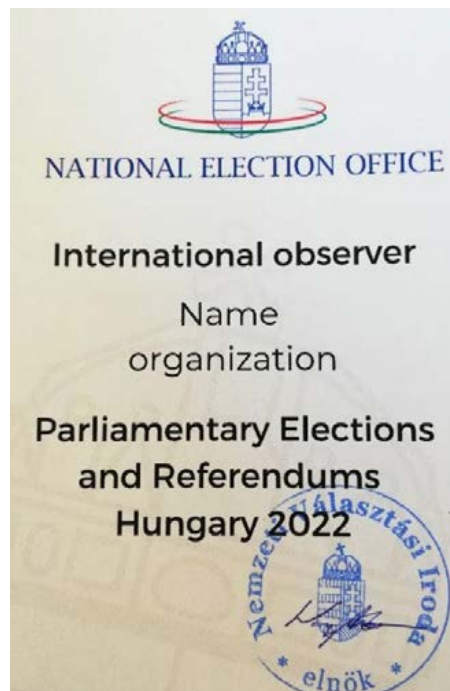 NATIONAL ELECTION OFFICE
International observer
Name
organization
Parliamentary Elections
and Referendums
Hungary 2022
Nemzeti Választási Iroda
* elnök *